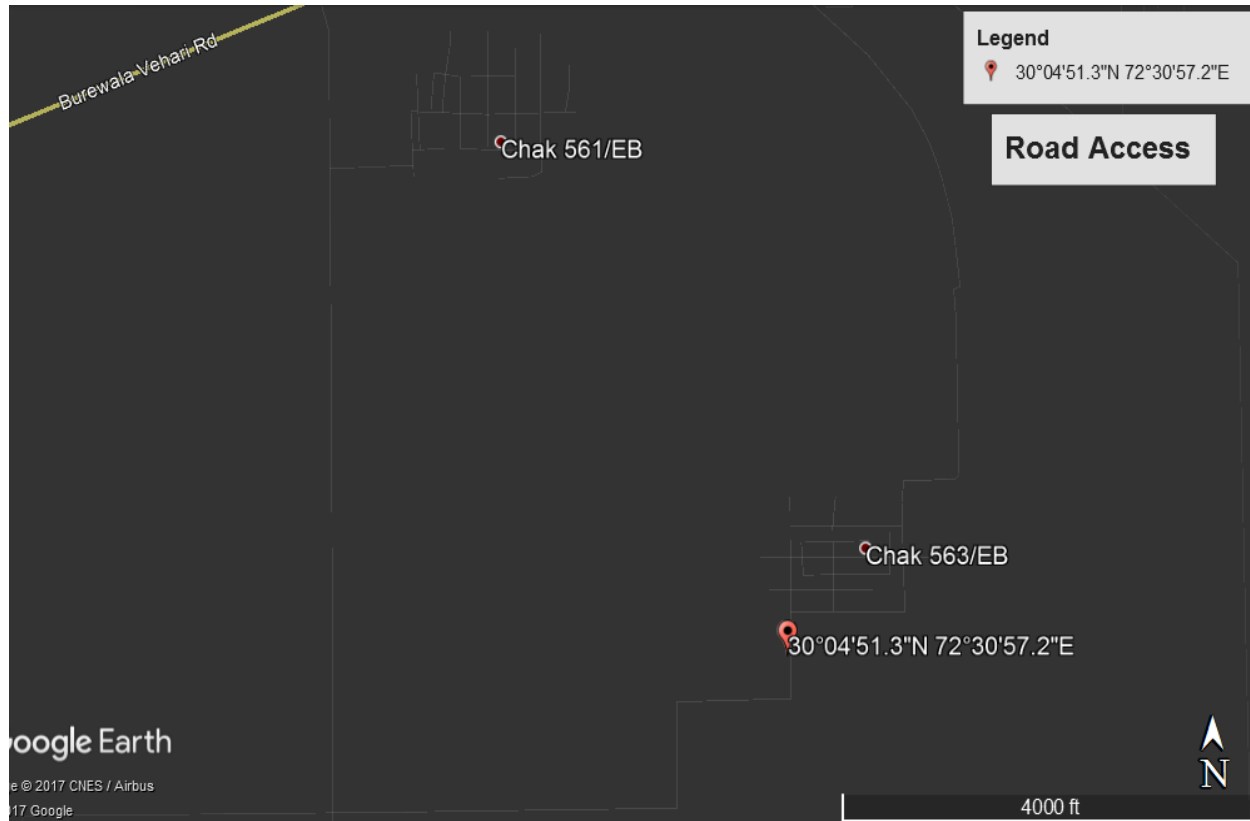 Burewala Vehari Rd
Legend
30°04'51.3"N 72°30'57.2"E
Road Access
Chak 561/EB
Chak 563/EB
30°04'51.3"N 72°30'57.2"E
oogle Earth
e © 2017 CNES / Airbus
17 Google
N
4000 ft